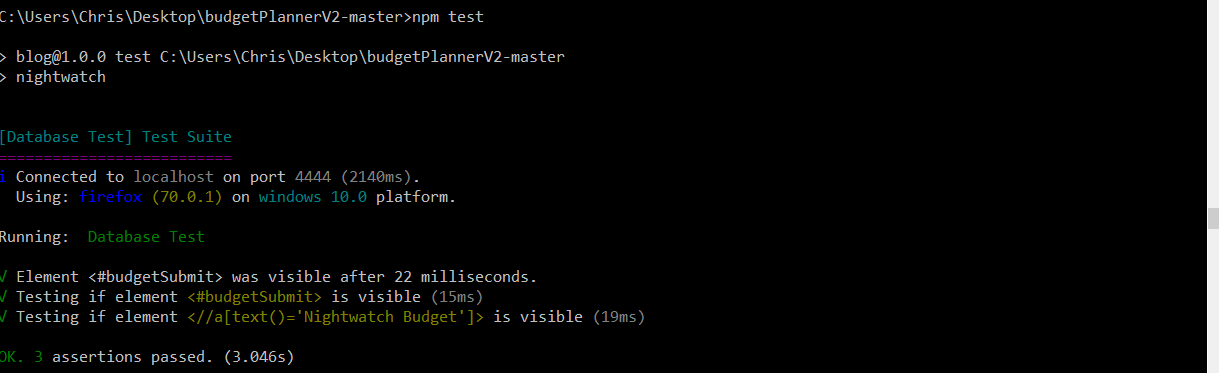 C:\Users\Chris\Desktop\budgetPlannerV2-master>npm test
> blog@1.0.0 test C:\Users\Chris\Desktop\budgetPlannerV2-master
> nightwatch
[Database Test] Test Suite
==========================
i Connected to localhost on port 4444 (2140ms).
Using: firefox (70.0.1) on windows 10.0 platform.
Running:  Database Test
√ Element <#budgetSubmit> was visible after 22 milliseconds.
√ Testing if element <#budgetSubmit> is visible (15ms)
√ Testing if element <//a[text()='Nightwatch Budget']> is visible (19ms)
OK. 3 assertions passed. (3.046s)